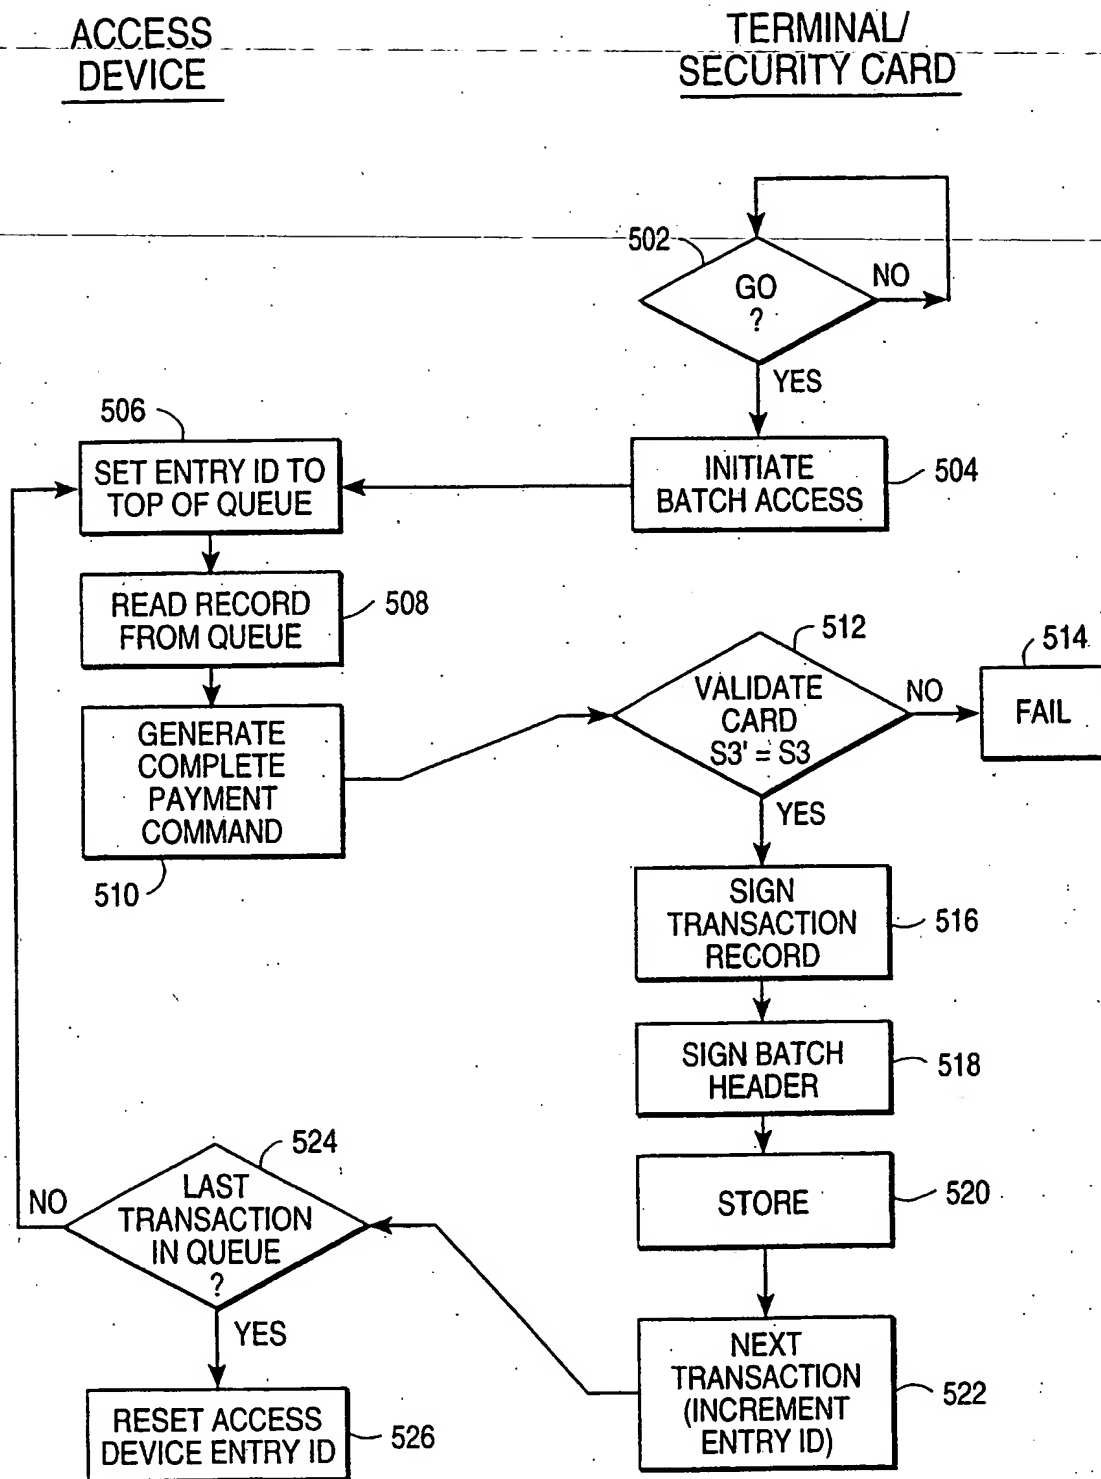 ACCESS
DEVICE
TERMINAL/
SECURITY CARD
502
GO
?
NO
YES
506
SET ENTRY ID TO
TOP OF QUEUE
INITIATE
BATCH ACCESS
504
READ RECORD
FROM QUEUE
508
512
514
VALIDATE
CARD
S3' = S3
NO
FAIL
GENERATE
COMPLETE
PAYMENT
COMMAND
YES
510
SIGN
TRANSACTION
RECORD
516
SIGN BATCH
HEADER
518
524
LAST
TRANSACTION
IN QUEUE
?
NO
STORE
520
YES
NEXT
TRANSACTION
(INCREMENT
ENTRY ID)
522
RESET ACCESS
DEVICE ENTRY ID
526